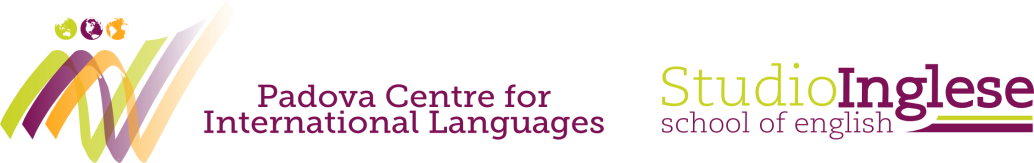 Padova Centre for
International Languages
StudioInglese
school of english